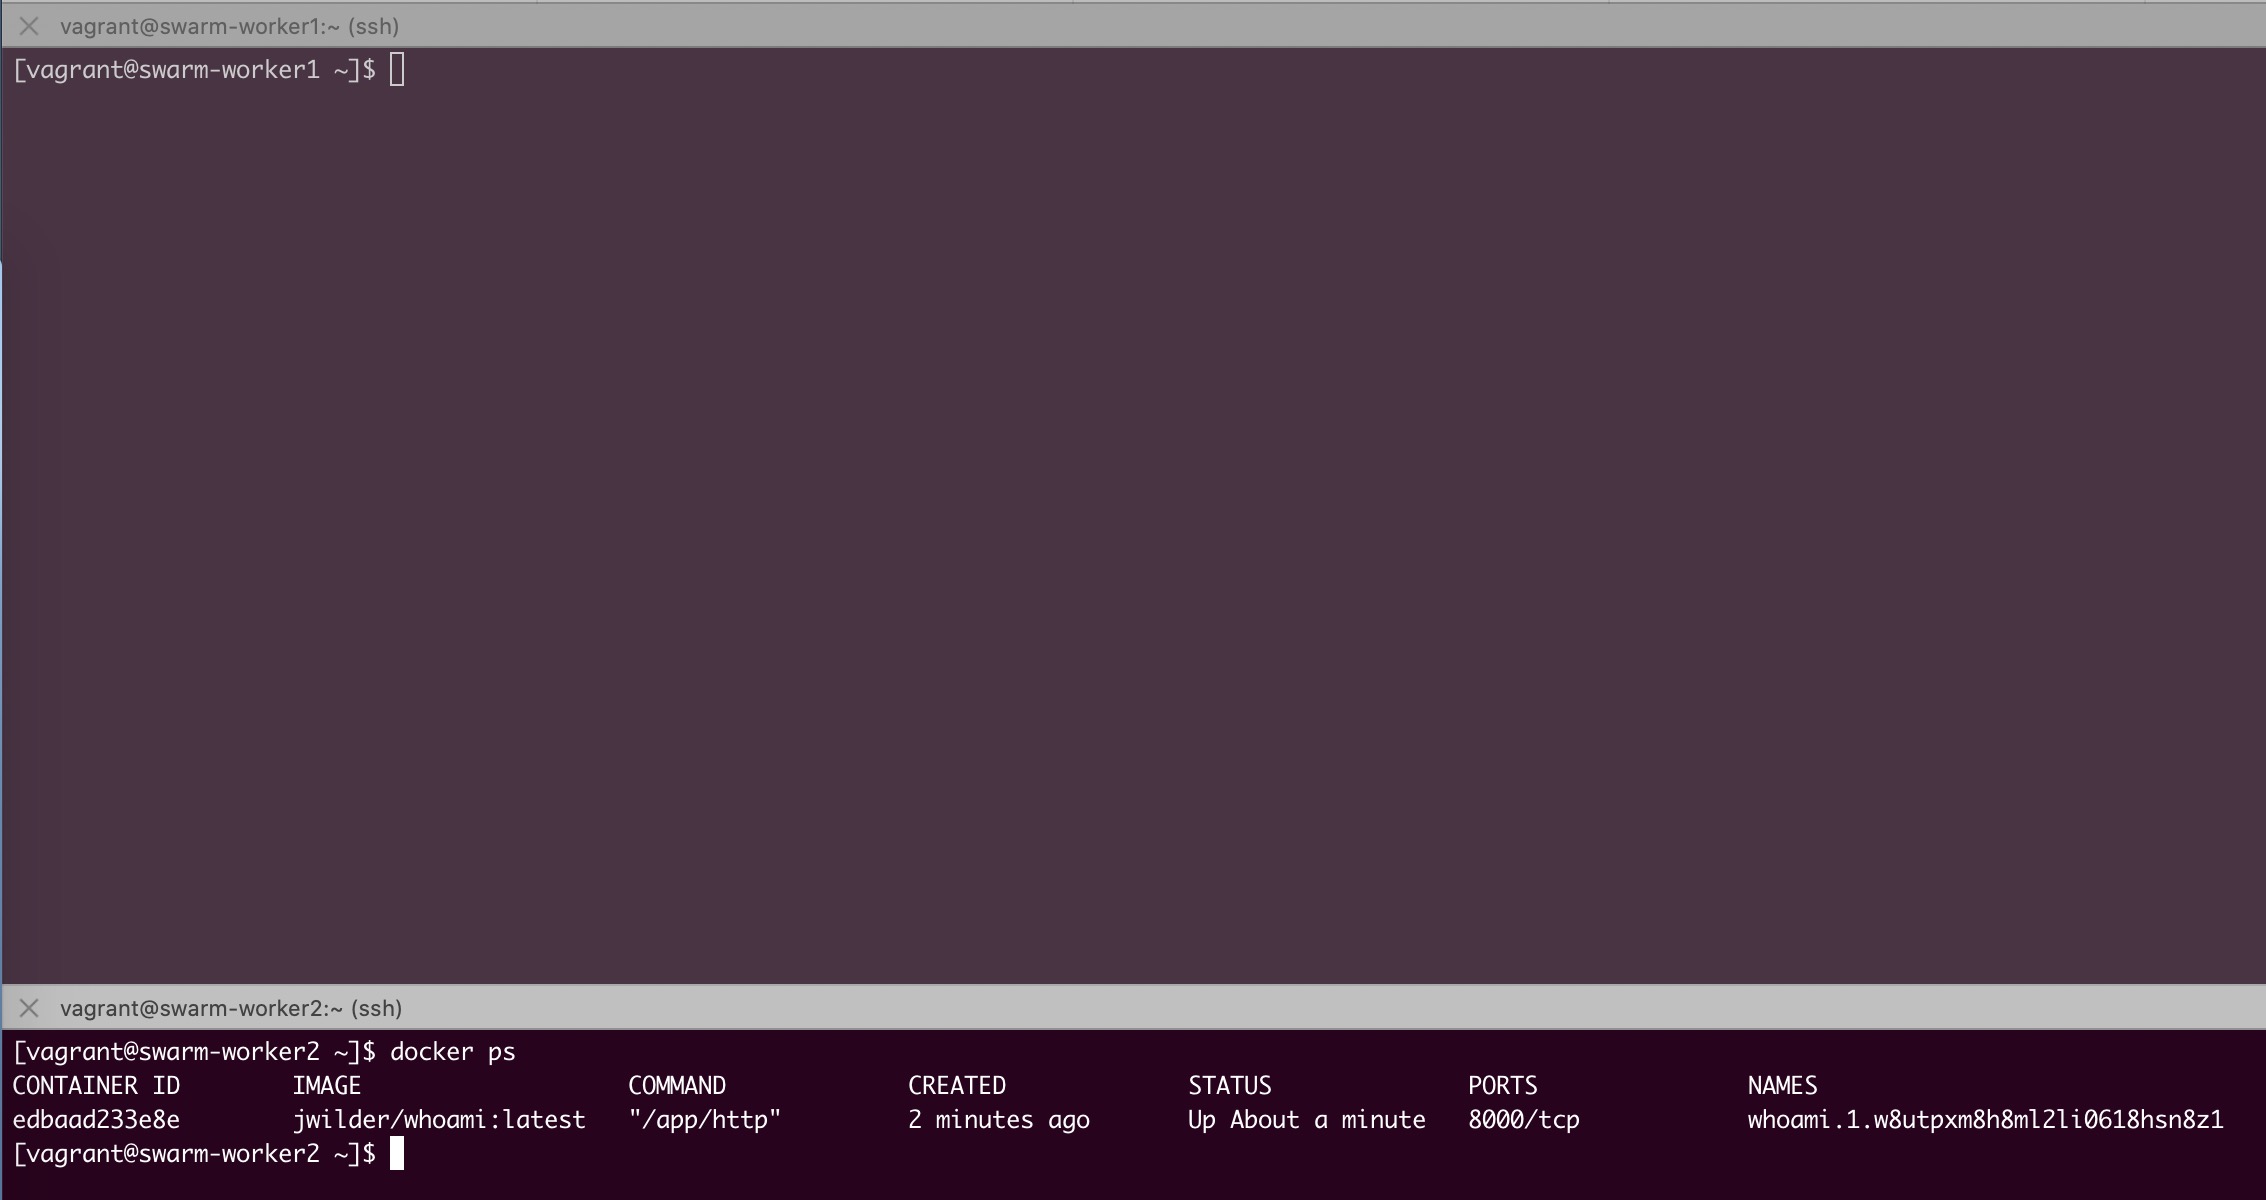 vagrant@swarm-worker1:~ (ssh)
[vagrant@swarm-worker1 ~]$
vagrant@swarm-worker2:~ (ssh)
[vagrant@swarm-worker2 ~]$ docker ps
CONTAINER ID IMAGE COMMAND CREATED STATUS PORTS NAMES
edbaad233e8e jwilder/whoami:latest "/app/http" 2 minutes ago Up About a minute 8000/tcp whoami.1.w8utpxm8h8ml2li0618hsn8z1
[vagrant@swarm-worker2 ~]$